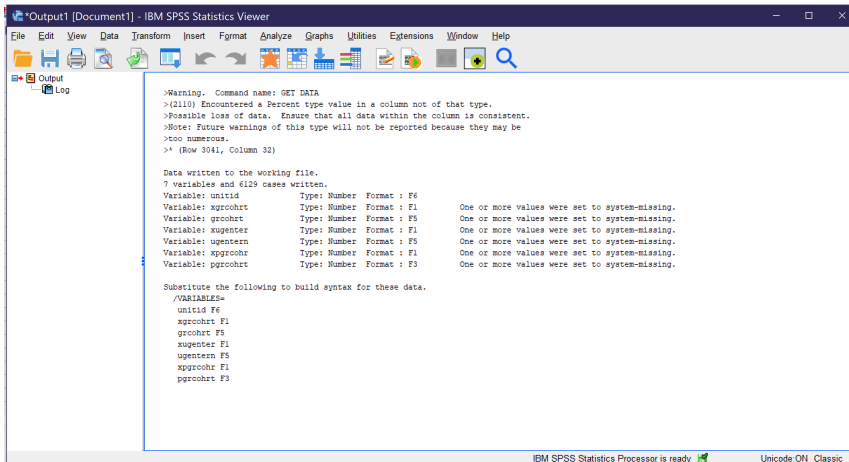 *Output1 [Document1] - IBM SPSS Statistics Viewer
File Edit View Data Transform Insert Format Analyze Graphs Utilities Extensions Window Help
Output
Log
>Warning. Command name: GET DATA
>(2110) Encountered a Percent type value in a column not of that type.
>Possible loss of data. Ensure that all data within the column is consistent.
>Note: Future warnings of this type will not be reported because they may be
>too numerous.
>* (Row 3041, Column 32)
Data written to the working file.
7 variables and 6129 cases written.
Variable: unitid Type: Number Format : F6
Variable: xgrcohrt Type: Number Format : F1 One or more values were set to system-missing.
Variable: grcohrt Type: Number Format : F5 One or more values were set to system-missing.
Variable: xugenter Type: Number Format : F1 One or more values were set to system-missing.
Variable: ugentern Type: Number Format : F5 One or more values were set to system-missing.
Variable: xpgrcohr Type: Number Format : F1 One or more values were set to system-missing.
Variable: pgrcohrt Type: Number Format : F3 One or more values were set to system-missing.
Substitute the following to build syntax for these data.
/VARIABLES=
unitid F6
xgrcohrt F1
grcohrt F5
xugenter F1
ugentern F5
xpgrcohr F1
pgrcohrt F3
IBM SPSS Statistics Processor is ready Unicode:ON Classic